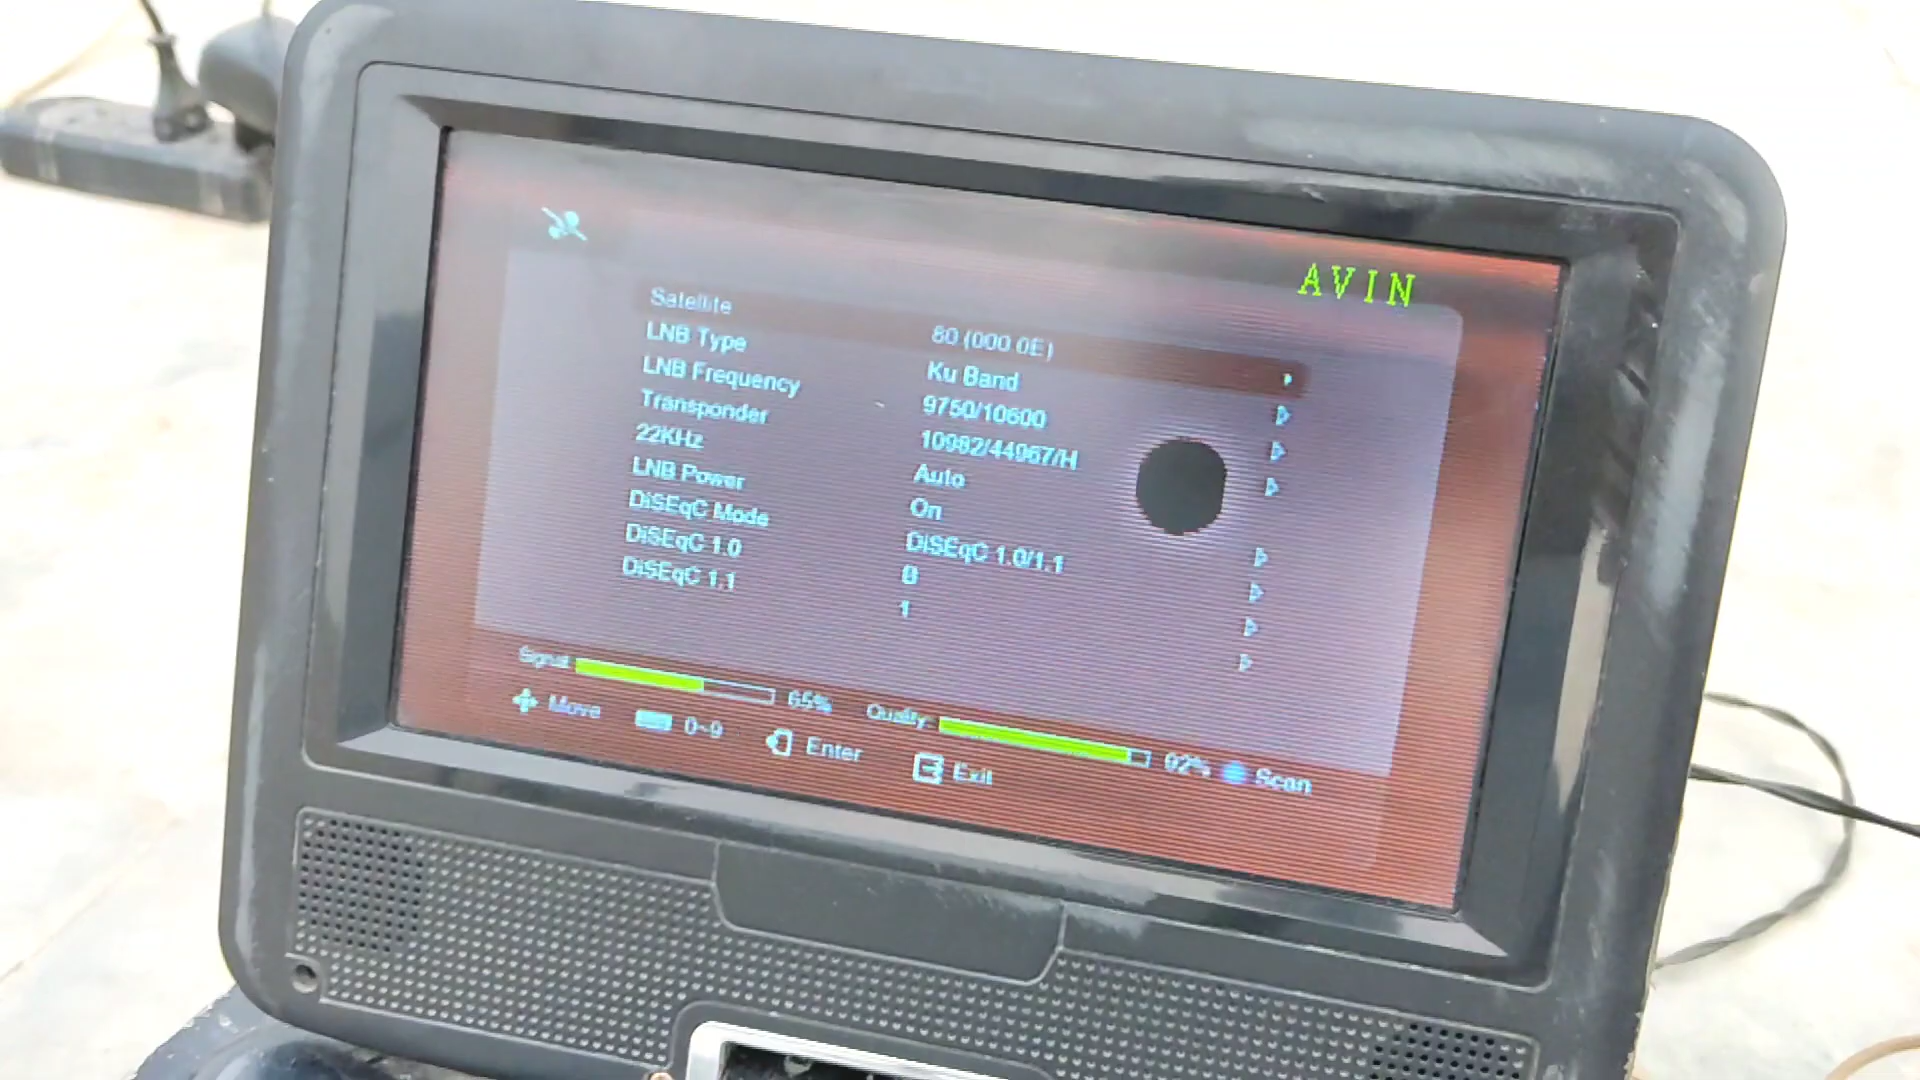 AVIN
Satellite 80 (000.0E)
LNB Type Ku Band
LNB Frequency 9750/10600
Transponder 10982/44967/H
22KHz Auto
LNB Power On
DiSEqC Mode DiSEqC 1.0/1.1
DiSEqC 1.0 B
DiSEqC 1.1 1
Signal: 65% Quality: 92%
Move 0~9 Enter Exit Scan